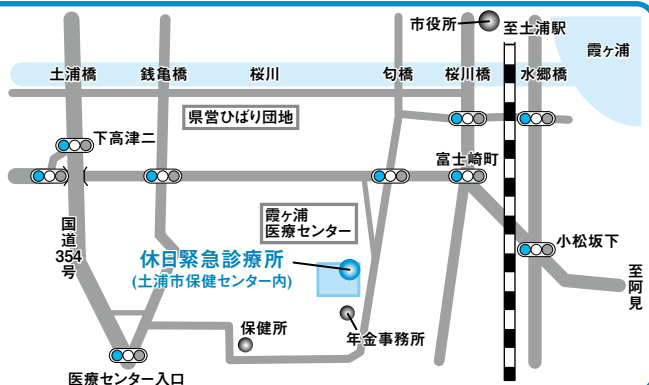 市役所
至土浦駅
霞ヶ浦
土浦橋
銭亀橋
桜川
匂橋
桜川橋
水郷橋
県営ひばり団地
下高津二
富士崎町
国道354号
霞ヶ浦
医療センター
小松坂下
休日緊急診療所
(土浦市保健センター内)
至阿見
保健所
年金事務所
医療センター入口